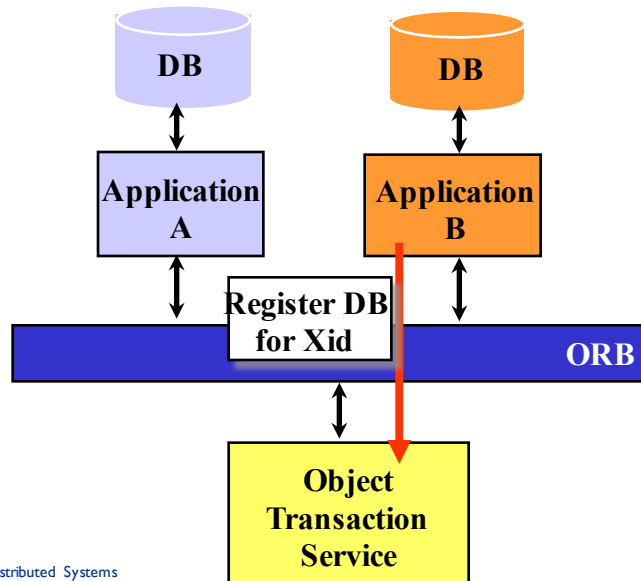 DB
DB
Application
A
Application
B
Register DB
for Xid
ORB
Object
Transaction
Service
stributed Systems